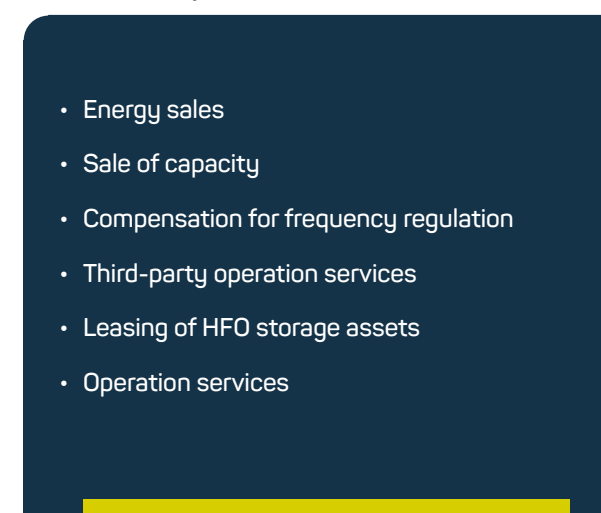 • Energy sales
• Sale of capacity
• Compensation for frequency regulation
• Third-party operation services
• Leasing of HFO storage assets
• Operation services